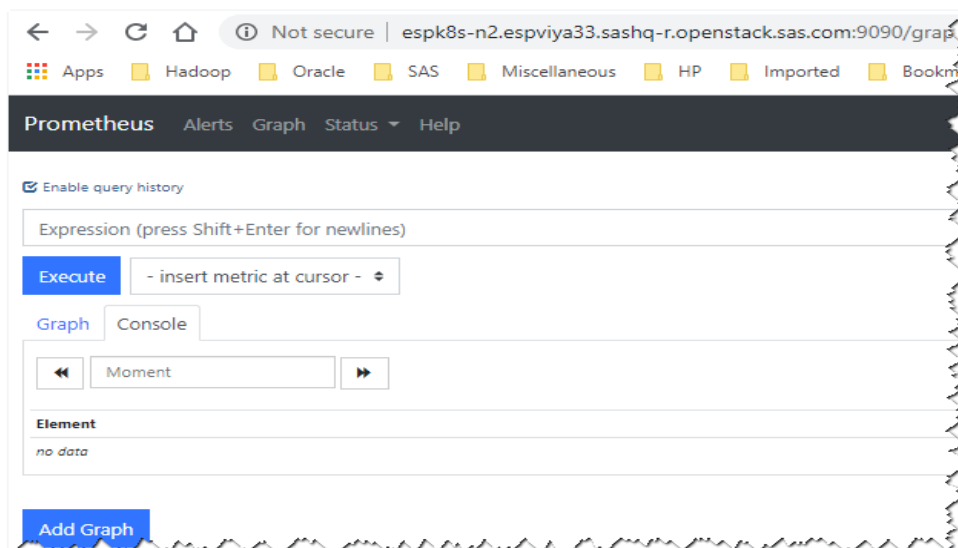 Not secure | espk8s-n2.espviya33.sashq-r.openstack.sas.com:9090/grap
Apps Hadoop Oracle SAS Miscellaneous HP Imported Bookm
Prometheus Alerts Graph Status Help
Enable query history
Expression (press Shift+Enter for newlines)
Execute - insert metric at cursor -
Graph Console
Moment
Element
no data
Add Graph